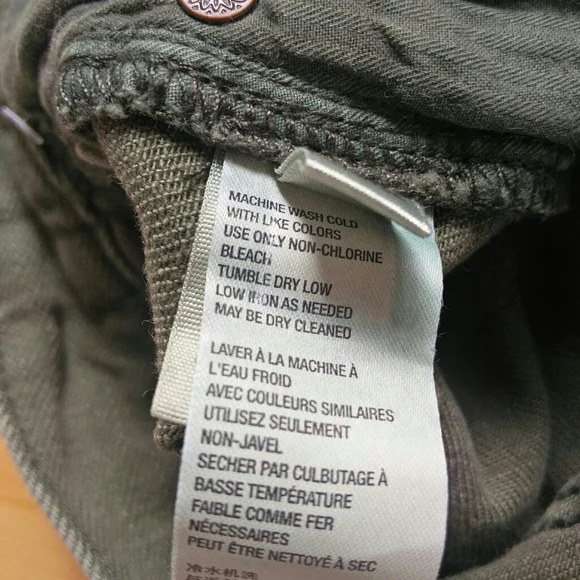 MACHINE WASH COLD
WITH LIKE COLORS
USE ONLY NON-CHLORINE
BLEACH
TUMBLE DRY LOW
LOW IRON AS NEEDED
MAY BE DRY CLEANED
LAVER À LA MACHINE À
L'EAU FROID
AVEC COULEURS SIMILAIRES
UTILISEZ SEULEMENT
NON-JAVEL
SECHER PAR CULBUTAGE À
BASSE TEMPÉRATURE
FAIBLE COMME FER
NÉCESSAIRES
PEUT ÊTRE NETTOYÉ À SEC
冷水机洗